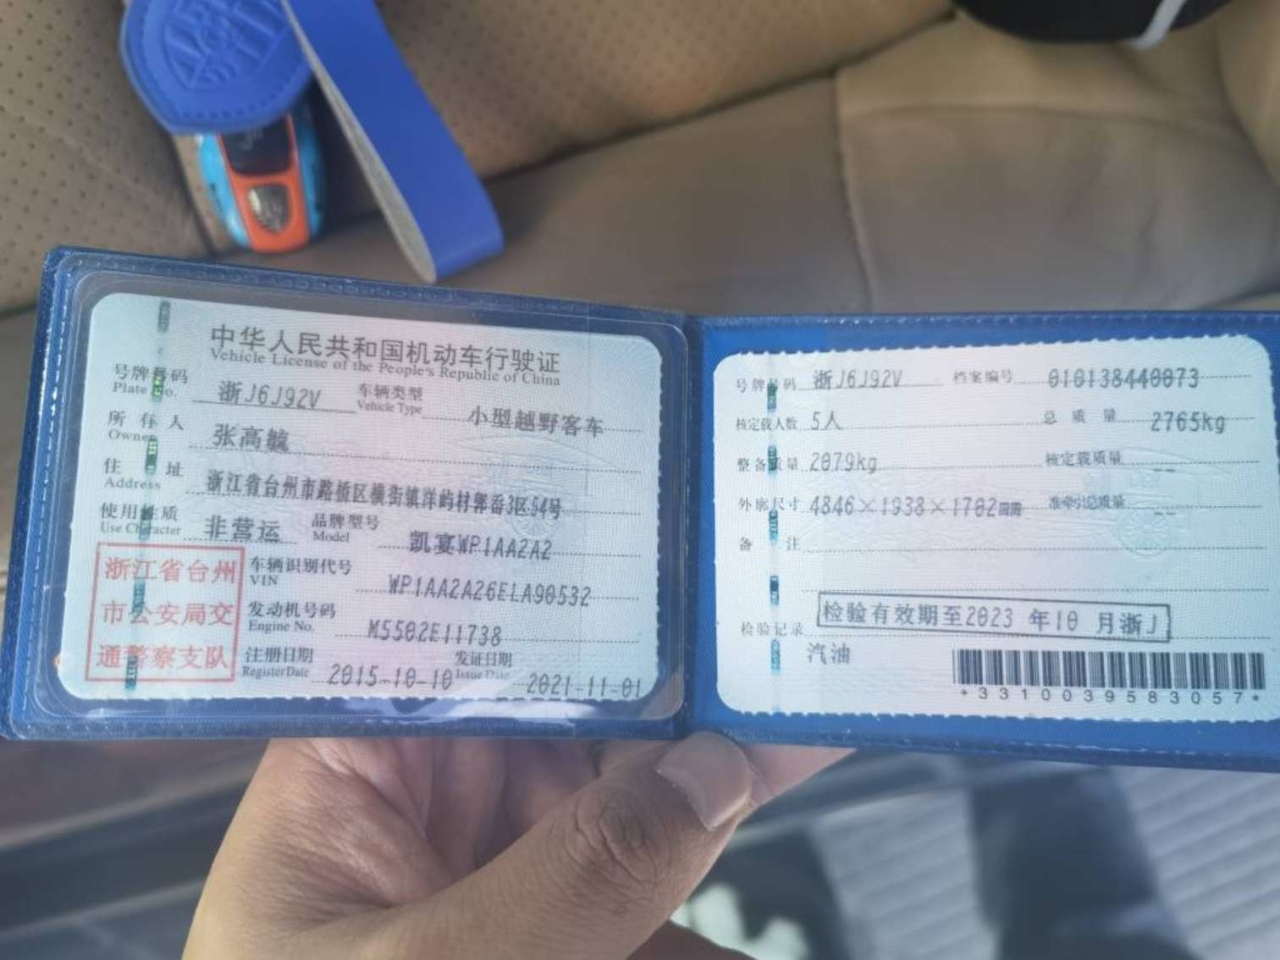 中华人民共和国机动车行驶证
Vehicle License of the People's Republic of China
号牌号码 浙J6J92V 车辆类型 小型越野客车
Plate No. Vehicle Type
所有人 张高毓
Owner
住址 浙江省台州市路桥区横街镇洋屿村郭岙3区54号
Address
使用性质 非营运 品牌型号 凯宴WP1AA2A2
Use Character Model
浙江省台州
市公安局交
通警察支队
车辆识别代号 WP1AA2A26ELA90532
VIN
发动机号码 M5502E11738
Engine No.
注册日期 2015-10-10 发证日期 2021-11-01
Register Date Issue Date
号牌号码 浙J6J92V 档案编号 010138440073
核定载人数 5人 总质量 2765kg
整备质量 2079kg 核定载质量 --
外廓尺寸 4846×1938×1702mm 准牵引总质量 --
备注
检验有效期至2023年10月浙J
检验记录
汽油
*3310039583057*